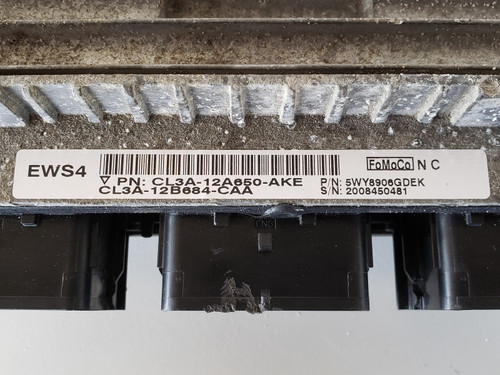 EWS4
PN: CL3A-12A650-AKE
CL3A-12B684-CAA
FoMoCo N C
P/N: 5WY8906GDEK
S/N: 2008450481